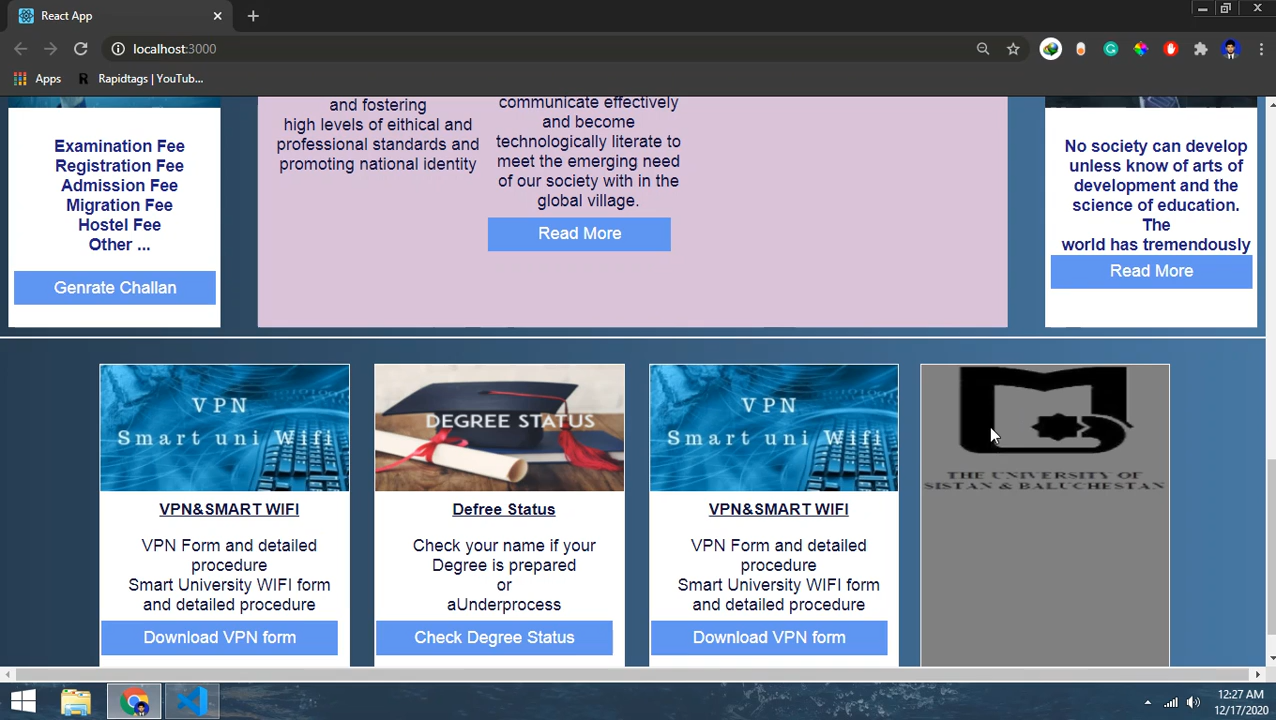 React App
localhost:3000
Apps
Rapidtags | YouTub...
Examination Fee
Registration Fee
Admission Fee
Migration Fee
Hostel Fee
Other ...
Genrate Challan
and fostering
high levels of eithical and
professional standards and
promoting national identity
communicate effectively
and become
technologically literate to
meet the emerging need
of our society with in the
global village.
Read More
No society can develop
unless know of arts of
development and the
science of education.
The
world has tremendously
Read More
VPN
Smart uni Wifi
VPN&SMART WIFI
VPN Form and detailed
procedure
Smart University WIFI form
and detailed procedure
Download VPN form
DEGREE STATUS
Defree Status
Check your name if your
Degree is prepared
or
aUnderprocess
Check Degree Status
VPN
Smart uni Wifi
VPN&SMART WIFI
VPN Form and detailed
procedure
Smart University WIFI form
and detailed procedure
Download VPN form
THE UNIVERSITY OF
SISTAN & BALUCHESTAN
12:27 AM
12/17/2020